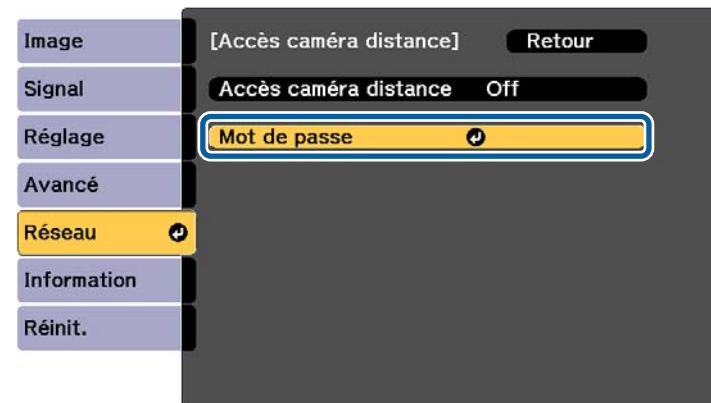 Image
Signal
Réglage
Avancé
Réseau
Information
Réinit.
[Accès caméra distance] Retour
Accès caméra distance Off
Mot de passe